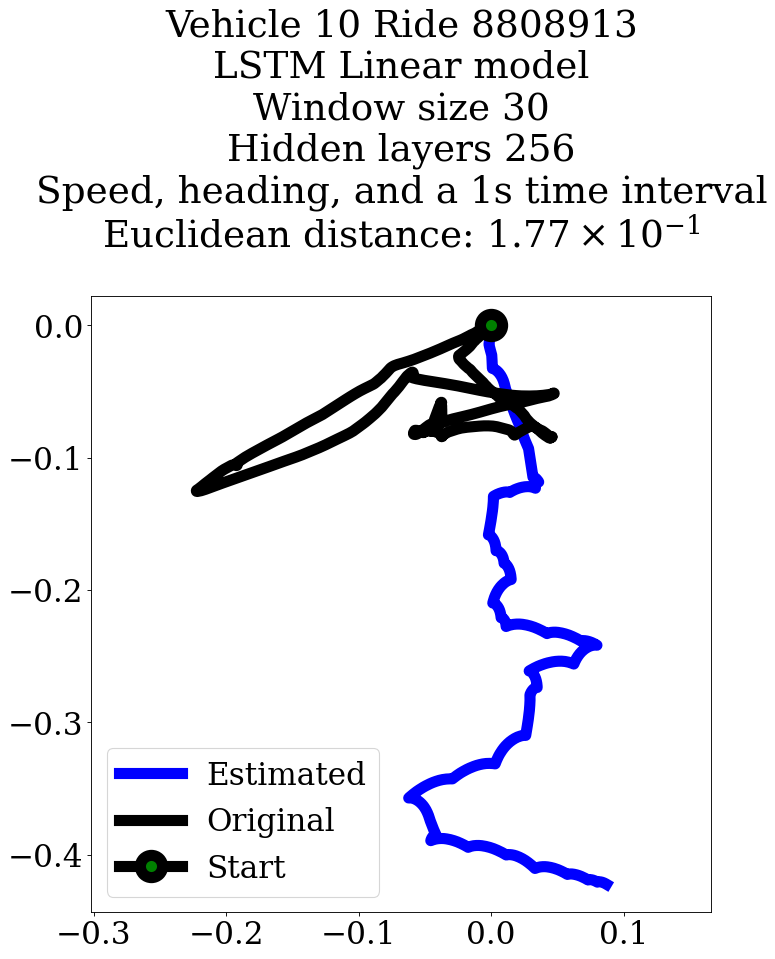 Vehicle 10 Ride 8808913
LSTM Linear model
Window size 30
Hidden layers 256
Speed, heading, and a 1s time interval
Euclidean distance: 1.77 × 10⁻¹
0.0
−0.1
−0.2
−0.3
−0.4
Estimated
Original
Start
−0.3 −0.2 −0.1 0.0 0.1